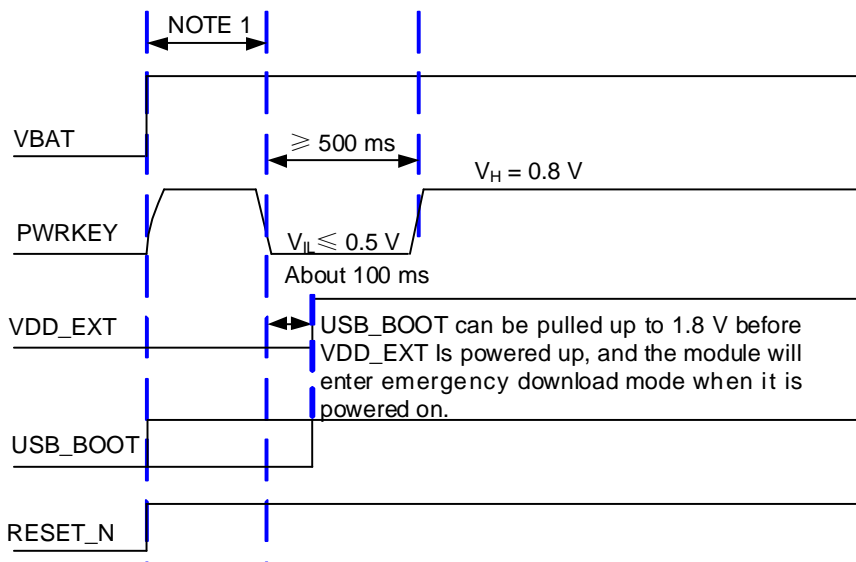 NOTE 1
VBAT
≥ 500 ms
VH = 0.8 V
PWRKEY
VIL ≤ 0.5 V
About 100 ms
VDD_EXT
USB_BOOT can be pulled up to 1.8 V before
VDD_EXT Is powered up, and the module will
enter emergency download mode when it is
powered on.
USB_BOOT
RESET_N